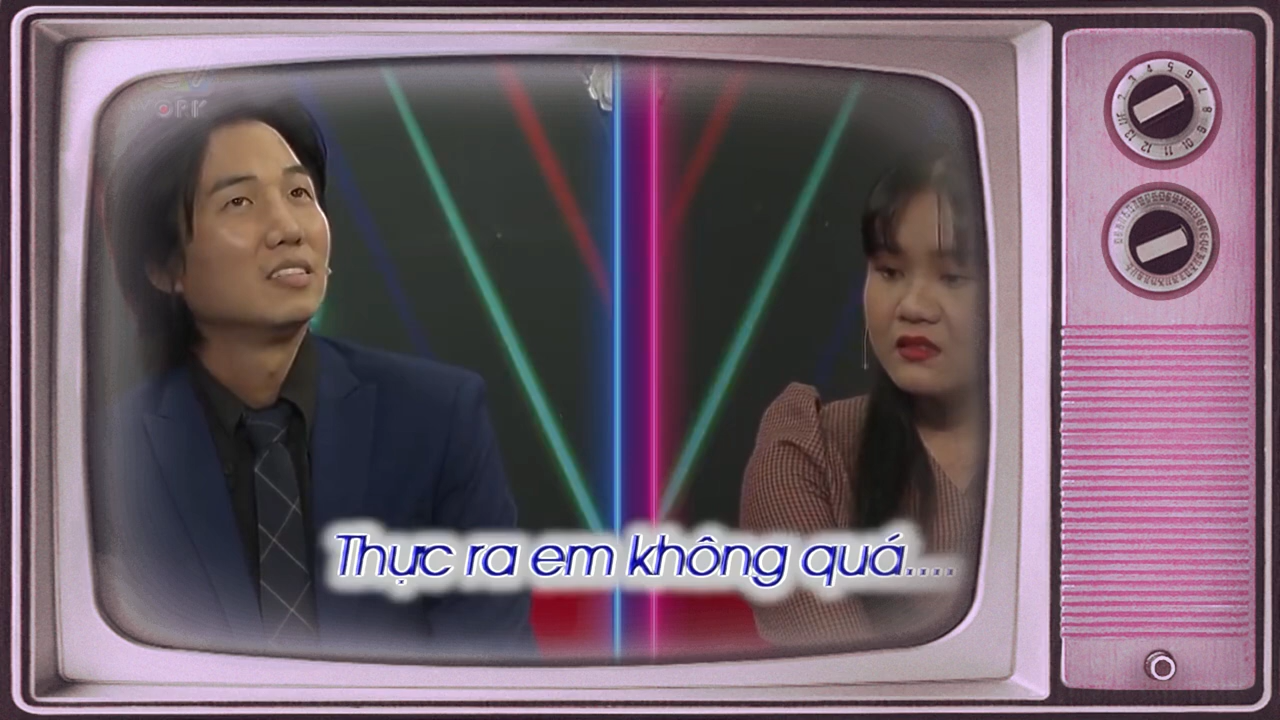 Thực ra em không quá....